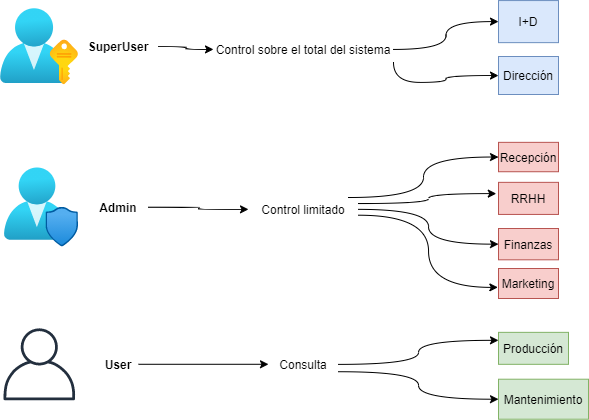 SuperUser
Control sobre el total del sistema
I+D
Dirección
Admin
Control limitado
Recepción
RRHH
Finanzas
Marketing
User
Consulta
Producción
Mantenimiento